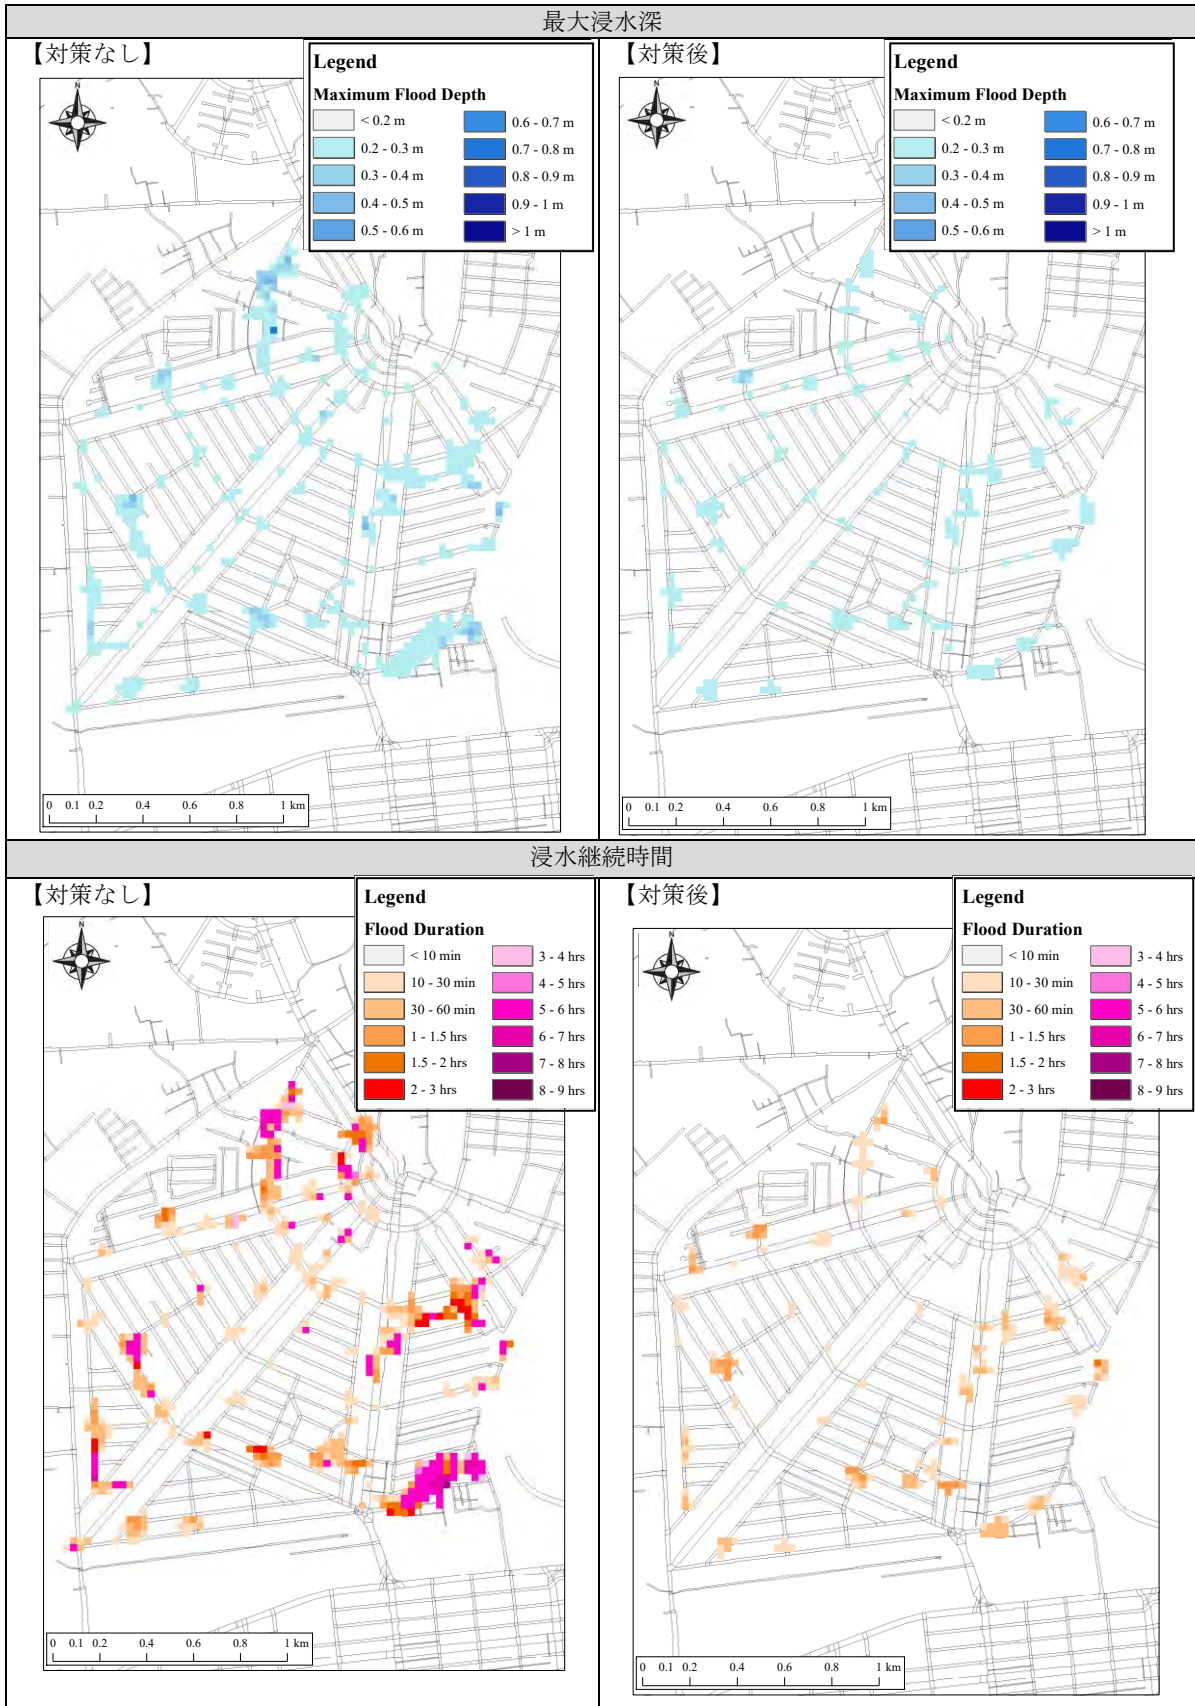 最大浸水深
【対策なし】
N
Legend
Maximum Flood Depth
< 0.2 m
0.2 - 0.3 m
0.3 - 0.4 m
0.4 - 0.5 m
0.5 - 0.6 m
0.6 - 0.7 m
0.7 - 0.8 m
0.8 - 0.9 m
0.9 - 1 m
> 1 m
0 0.1 0.2 0.4 0.6 0.8 1 km
【対策後】
N
Legend
Maximum Flood Depth
< 0.2 m
0.2 - 0.3 m
0.3 - 0.4 m
0.4 - 0.5 m
0.5 - 0.6 m
0.6 - 0.7 m
0.7 - 0.8 m
0.8 - 0.9 m
0.9 - 1 m
> 1 m
0 0.1 0.2 0.4 0.6 0.8 1 km
浸水継続時間
【対策なし】
N
Legend
Flood Duration
< 10 min
10 - 30 min
30 - 60 min
1 - 1.5 hrs
1.5 - 2 hrs
2 - 3 hrs
3 - 4 hrs
4 - 5 hrs
5 - 6 hrs
6 - 7 hrs
7 - 8 hrs
8 - 9 hrs
0 0.1 0.2 0.4 0.6 0.8 1 km
【対策後】
N
Legend
Flood Duration
< 10 min
10 - 30 min
30 - 60 min
1 - 1.5 hrs
1.5 - 2 hrs
2 - 3 hrs
3 - 4 hrs
4 - 5 hrs
5 - 6 hrs
6 - 7 hrs
7 - 8 hrs
8 - 9 hrs
0 0.1 0.2 0.4 0.6 0.8 1 km